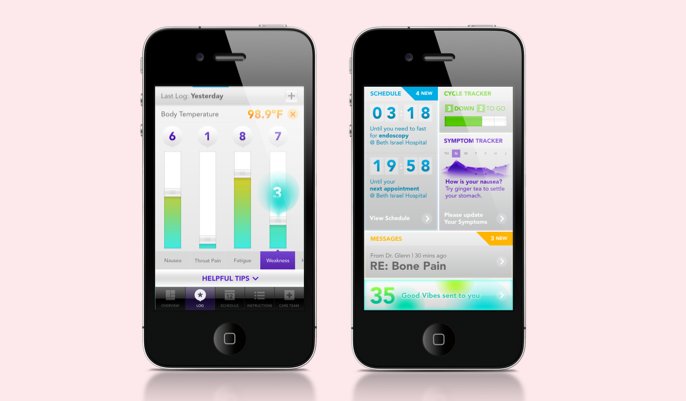 Last Log: Yesterday
Body Temperature 98.9°F
6 1 8 7
3
Nausea Throat Pain Fatigue Weakness
HELPFUL TIPS
OVERVIEW LOG SCHEDULE INSTRUCTIONS CARE TEAM
SCHEDULE 4 NEW
03 18
Until you need to fast
for endoscopy
@ Beth Israel Hospital
19 58
Until your
next appointment
@ Beth Israel Hospital
View Schedule
CYCLE TRACKER
DOWN TO GO
SYMPTOM TRACKER
How is your nausea?
Try ginger tea to settle
your stomach.
Please update
Your Symptoms
MESSAGES 2 NEW
From Dr. Glenn | 30 mins ago
RE: Bone Pain
35 Good Vibes sent to you